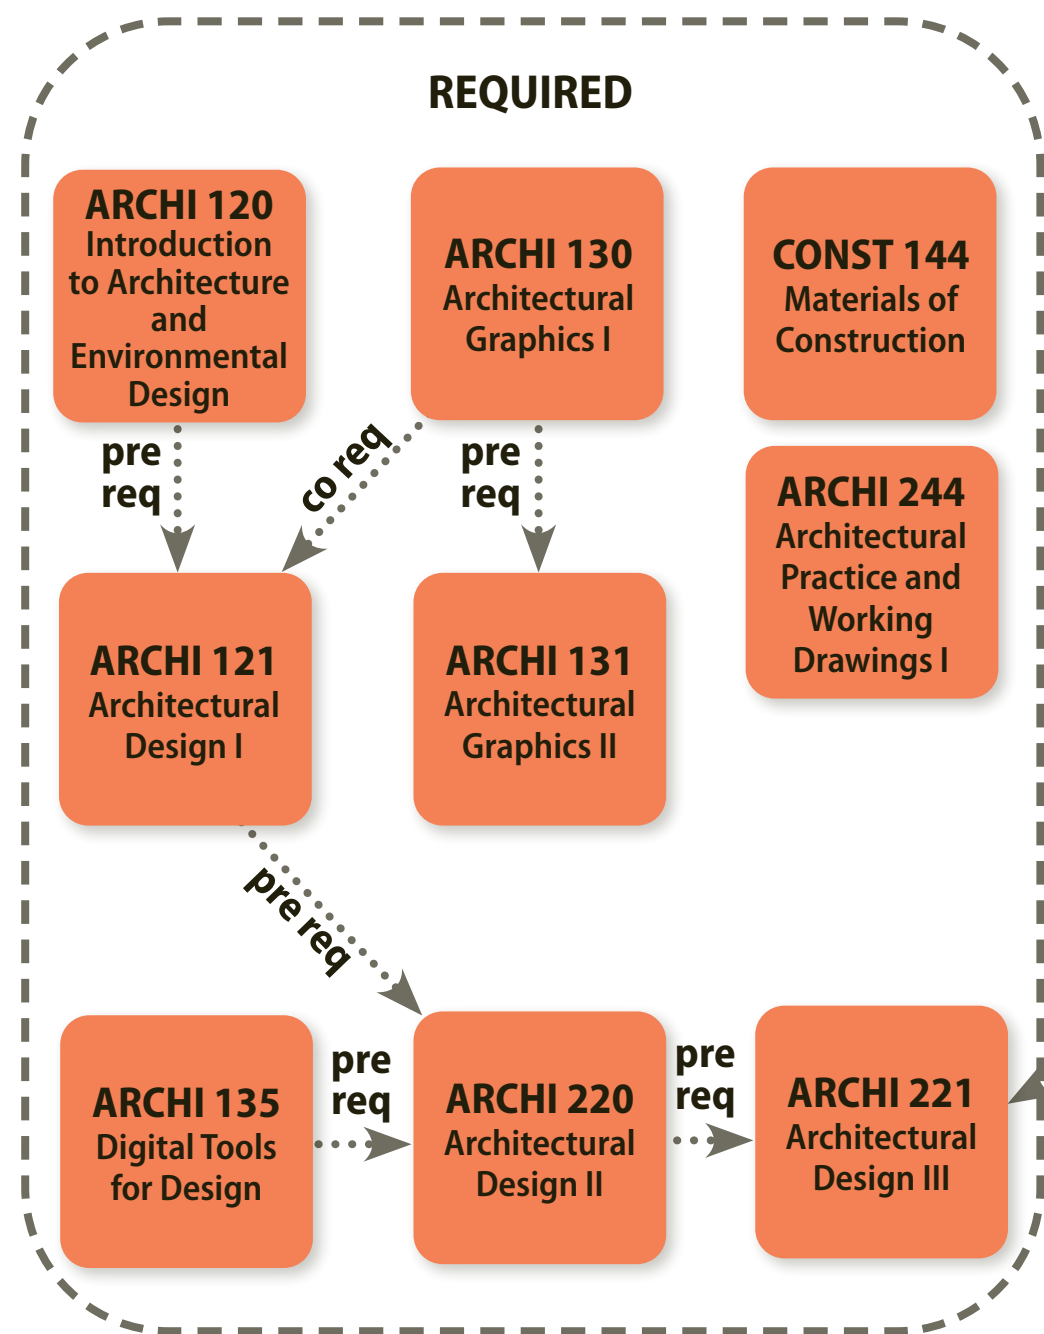 REQUIRED
ARCHI 120
Introduction
to Architecture
and
Environmental
Design
ARCHI 130
Architectural
Graphics I
CONST 144
Materials of
Construction
pre
req
co req
pre
req
ARCHI 244
Architectural
Practice and
Working
Drawings I
ARCHI 121
Architectural
Design I
ARCHI 131
Architectural
Graphics II
pre req
ARCHI 135
Digital Tools
for Design
pre
req
ARCHI 220
Architectural
Design II
pre
req
ARCHI 221
Architectural
Design III